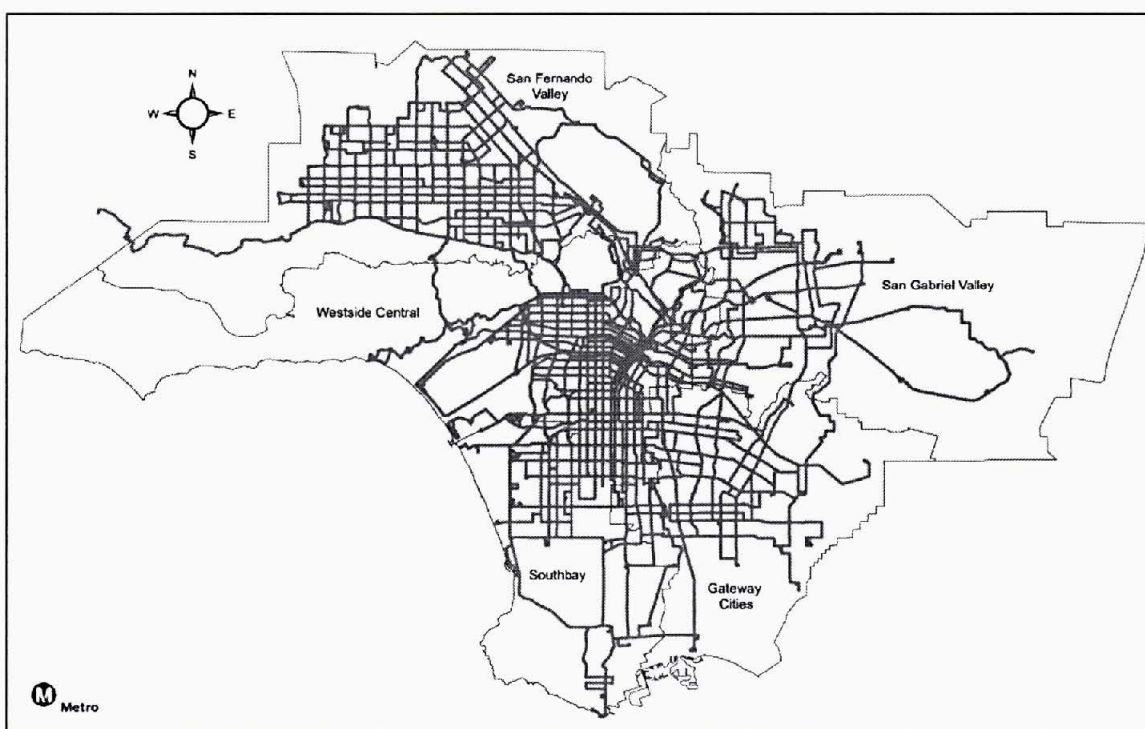 San Fernando
Valley
N
W
E
S
Westside Central
San Gabriel Valley
Southbay
Gateway
Cities
M
Metro